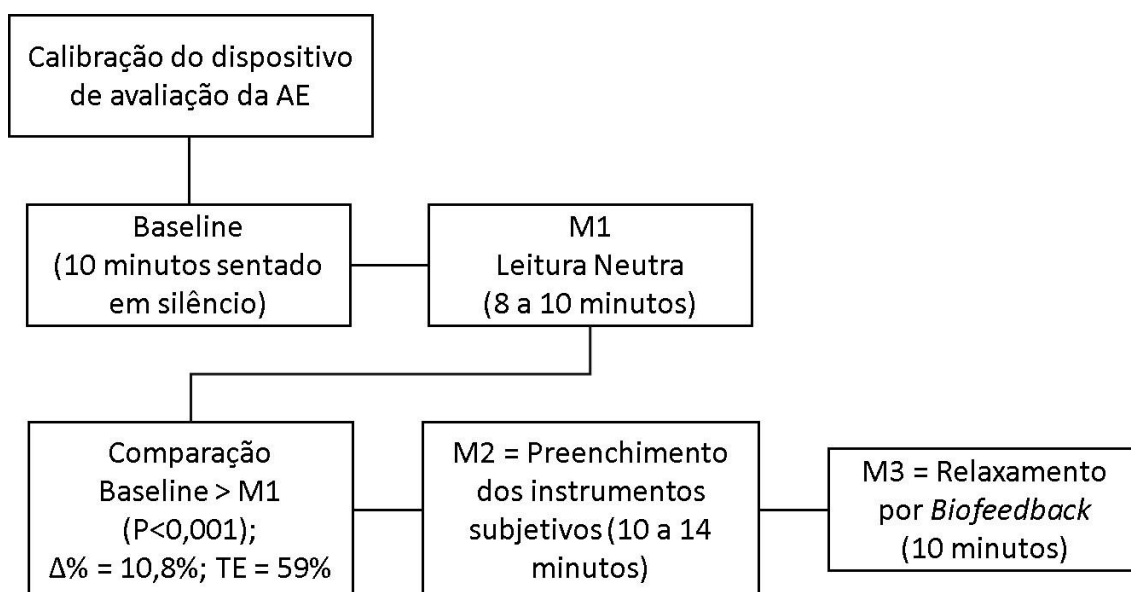 Calibração do dispositivo
de avaliação da AE
Baseline
(10 minutos sentado
em silêncio)
M1
Leitura Neutra
(8 a 10 minutos)
Comparação
Baseline > M1
(P<0,001);
Δ% = 10,8%; TE = 59%
M2 = Preenchimento
dos instrumentos
subjetivos (10 a 14
minutos)
M3 = Relaxamento
por Biofeedback
(10 minutos)